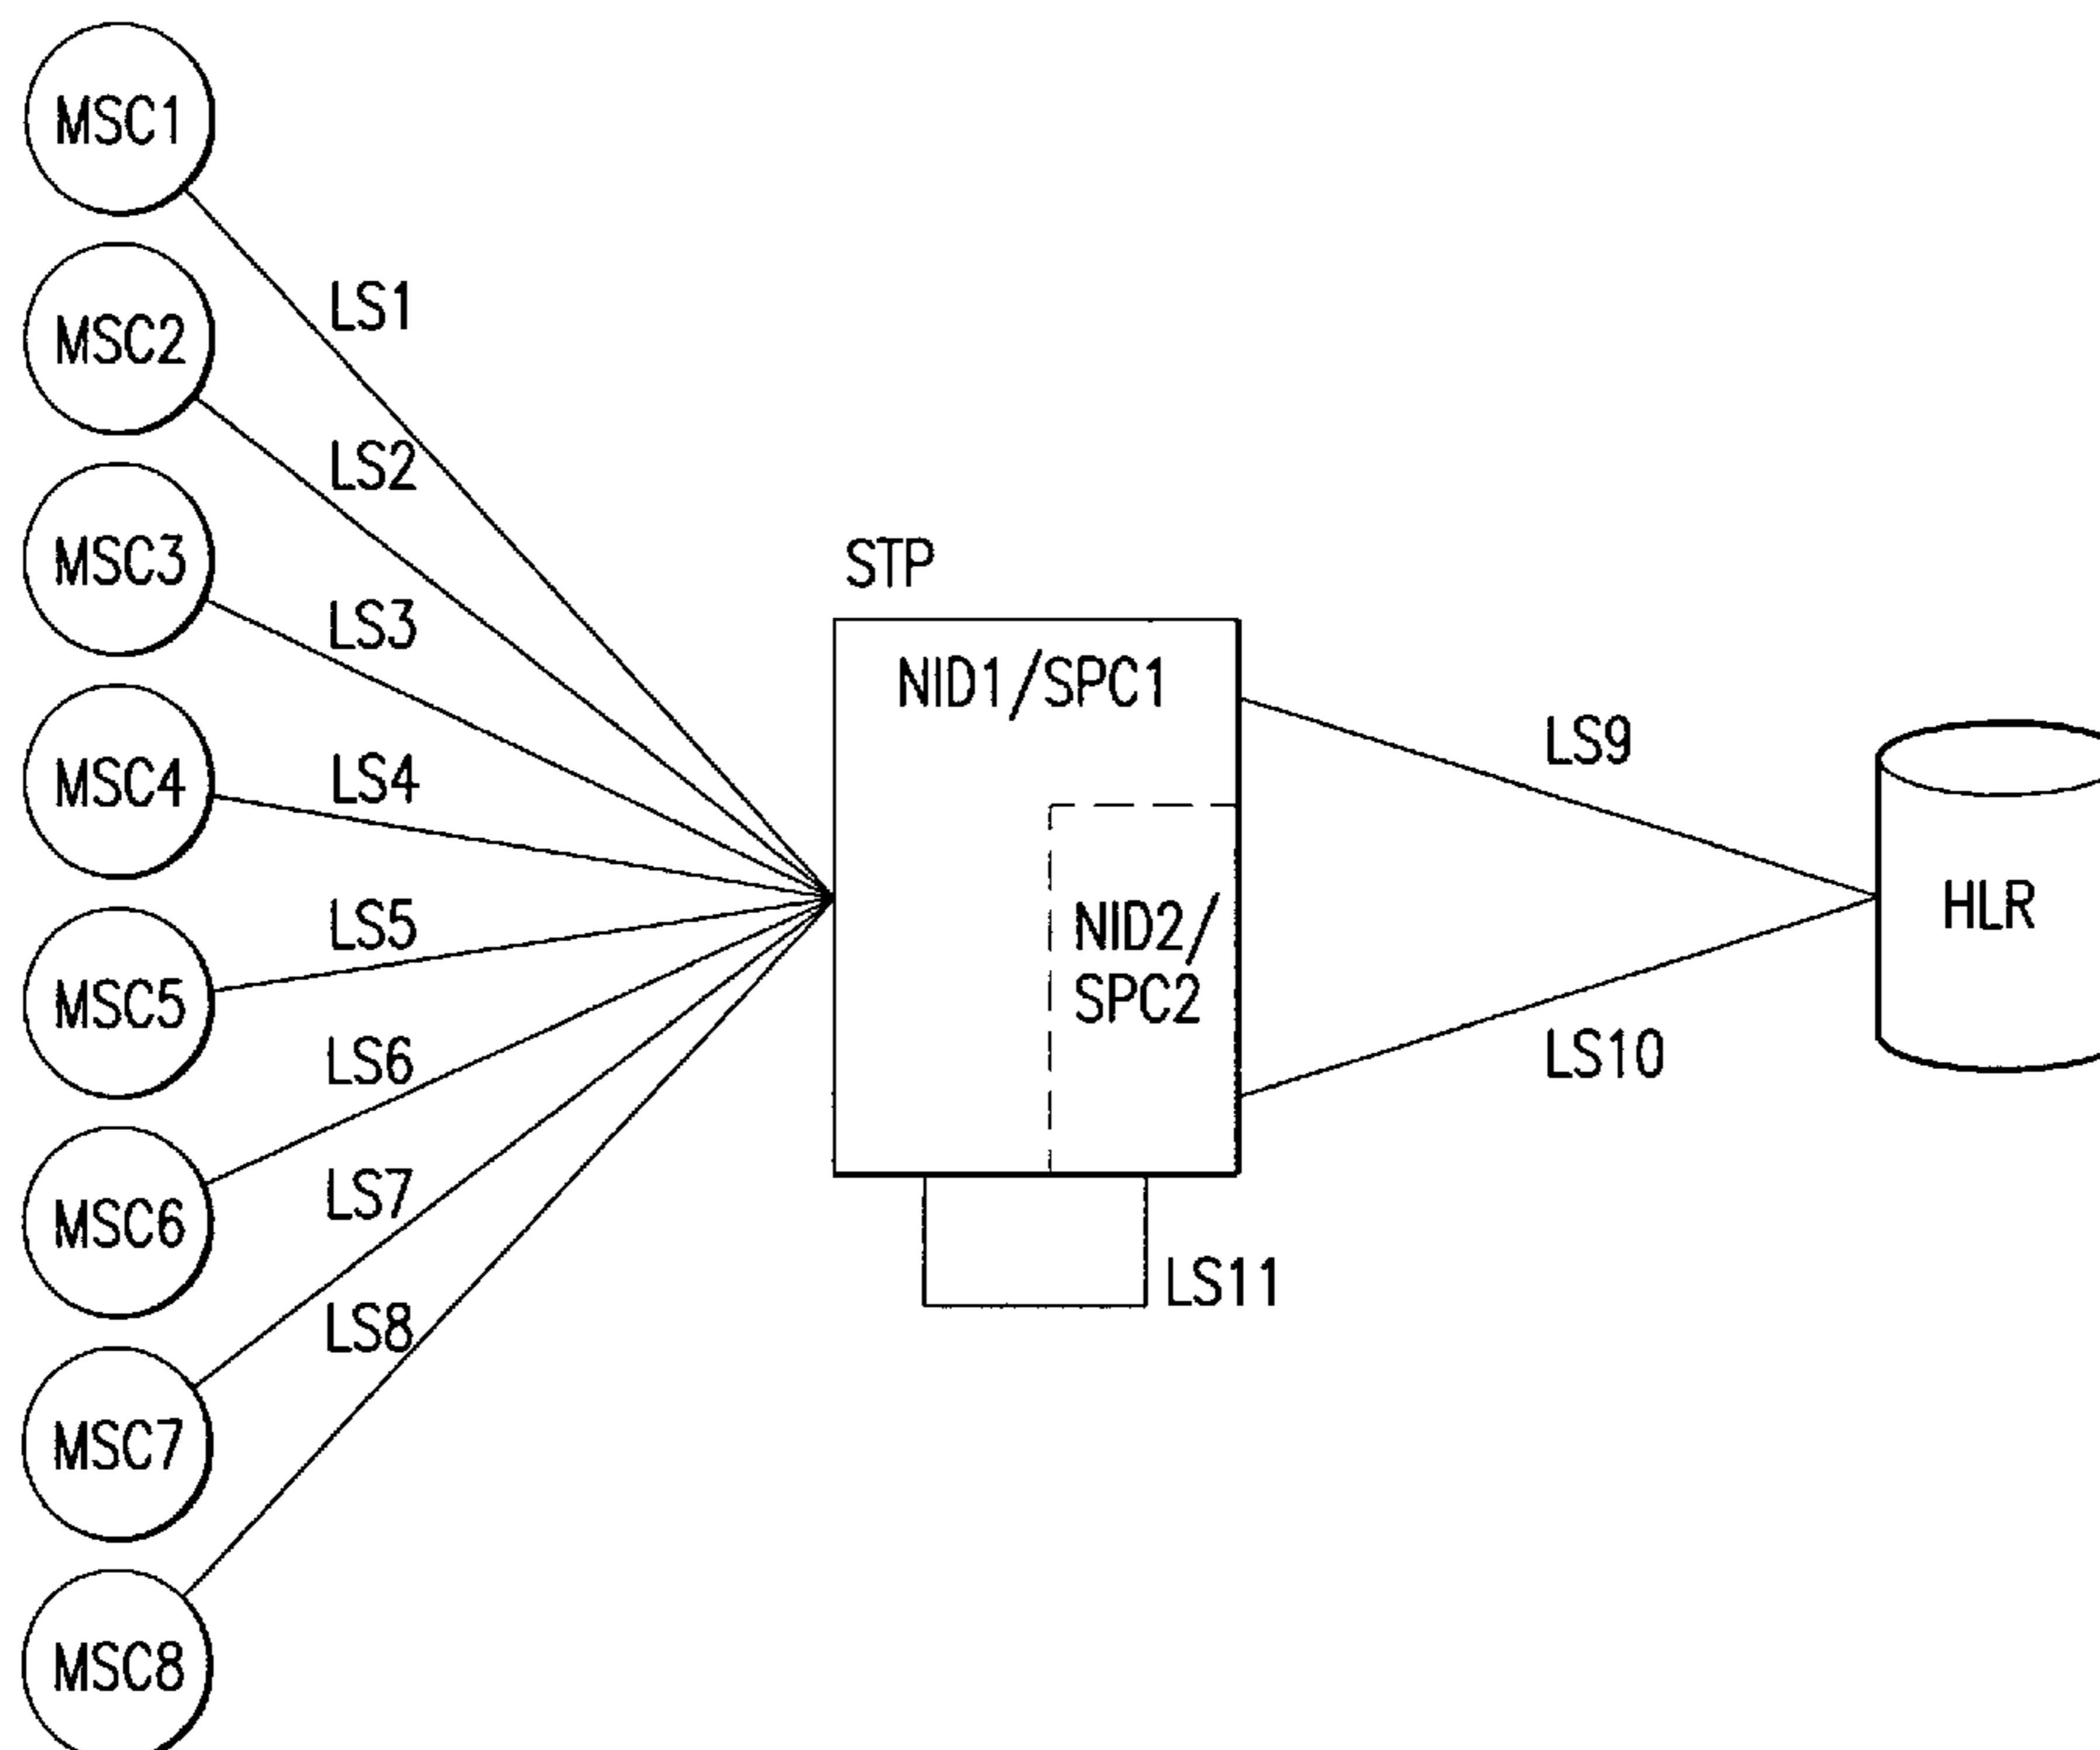 MSC1
MSC2
MSC3
MSC4
MSC5
MSC6
MSC7
MSC8
LS1
LS2
LS3
LS4
LS5
LS6
LS7
LS8
STP
NID1/SPC1
NID2/
SPC2
LS11
LS9
LS10
HLR